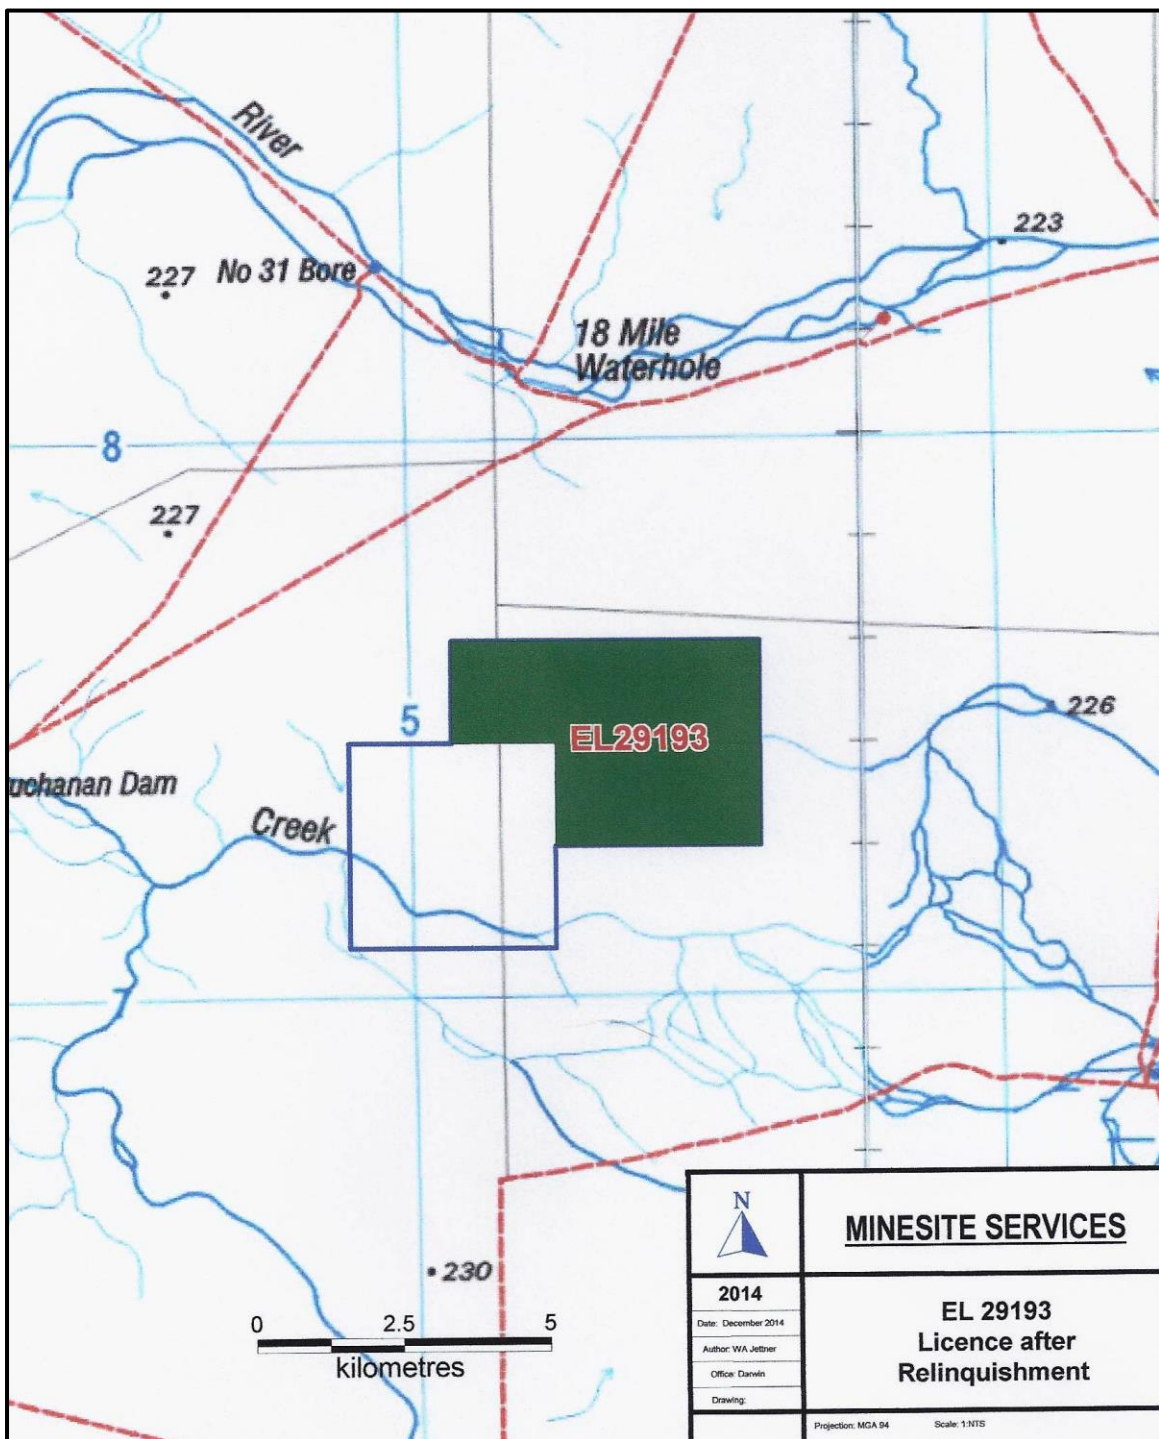 River
223
227
No 31 Bore
18 Mile
Waterhole
8
227
5
EL29193
226
uchanan Dam
Creek
230
0 2.5 5
kilometres
N
MINESITE SERVICES
2014
Date: December 2014
Author: WA Jettner
Office: Darwin
Drawing:
EL 29193
Licence after
Relinquishment
Projection: MGA 94 Scale: 1:NTS